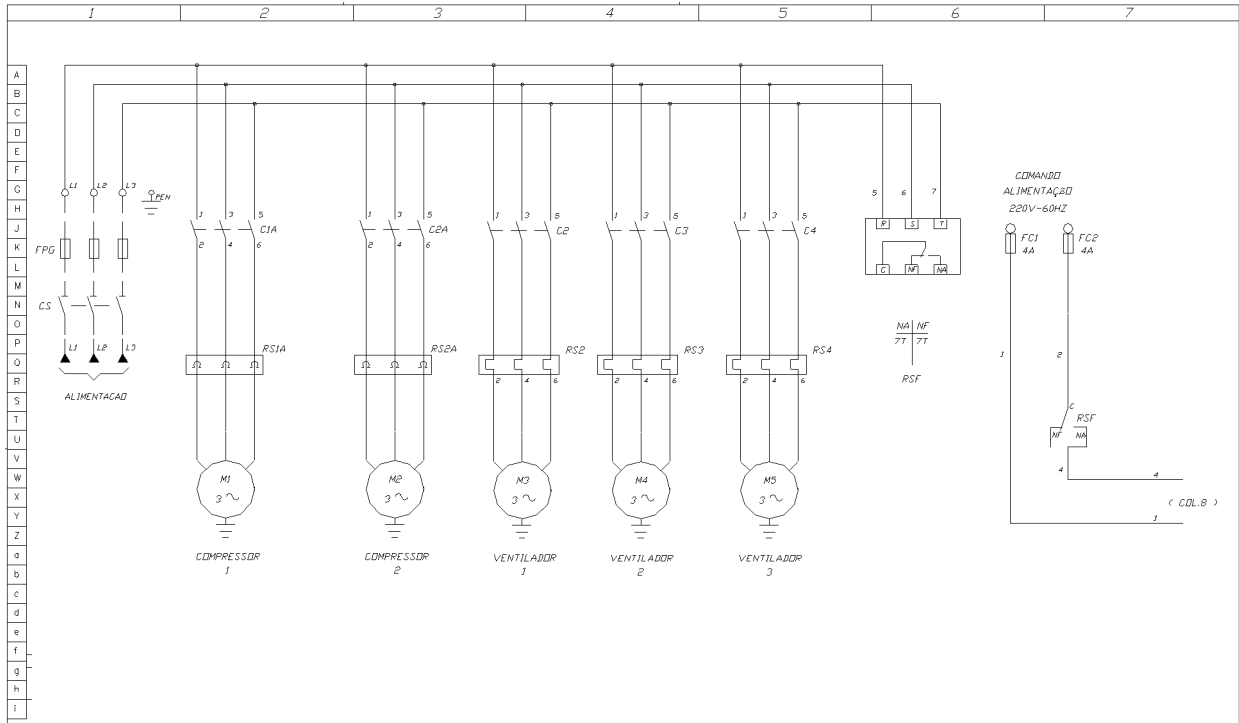 1 2 3 4 5 6 7
A
B
C
D
E
F
G
H
J
K
L
M
N
O
P
Q
R
S
T
U
V
W
X
Y
Z
a
b
c
d
e
f
g
h
i
L1 L2 L3 PEN
FPG
CS
L1 L2 L3
ALIMENTACAO
1 3 5
C1A
2 4 6
RS1A
M1
3
COMPRESSOR
1
1 3 5
C2A
2 4 6
RS2A
M2
3
COMPRESSOR
2
1 3 5
C2
RS2
2 4 6
M3
3
VENTILADOR
1
1 3 5
C3
RS3
2 4 6
M4
3
VENTILADOR
2
1 3 5
C4
RS4
2 4 6
M5
3
VENTILADOR
3
5 6 7
R S T
C NF NA
NA NF
7T 7T
RSF
COMANDO
ALIMENTAÇÃO
220V-60HZ
FC1
4A
FC2
4A
1 2
C
RSF
NF NA
4 4
( COL.8 )
1